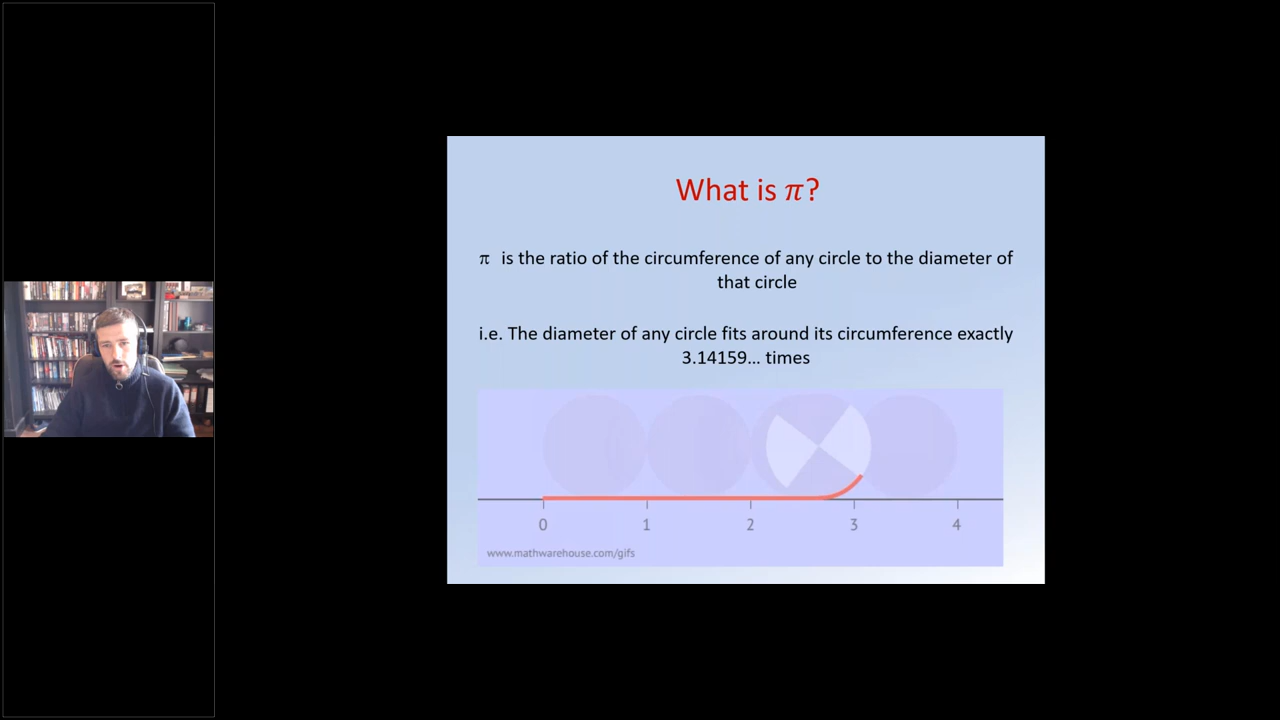 What is π?
π is the ratio of the circumference of any circle to the diameter of
that circle
i.e. The diameter of any circle fits around its circumference exactly
3.14159... times
0 1 2 3 4
www.mathwarehouse.com/gifs